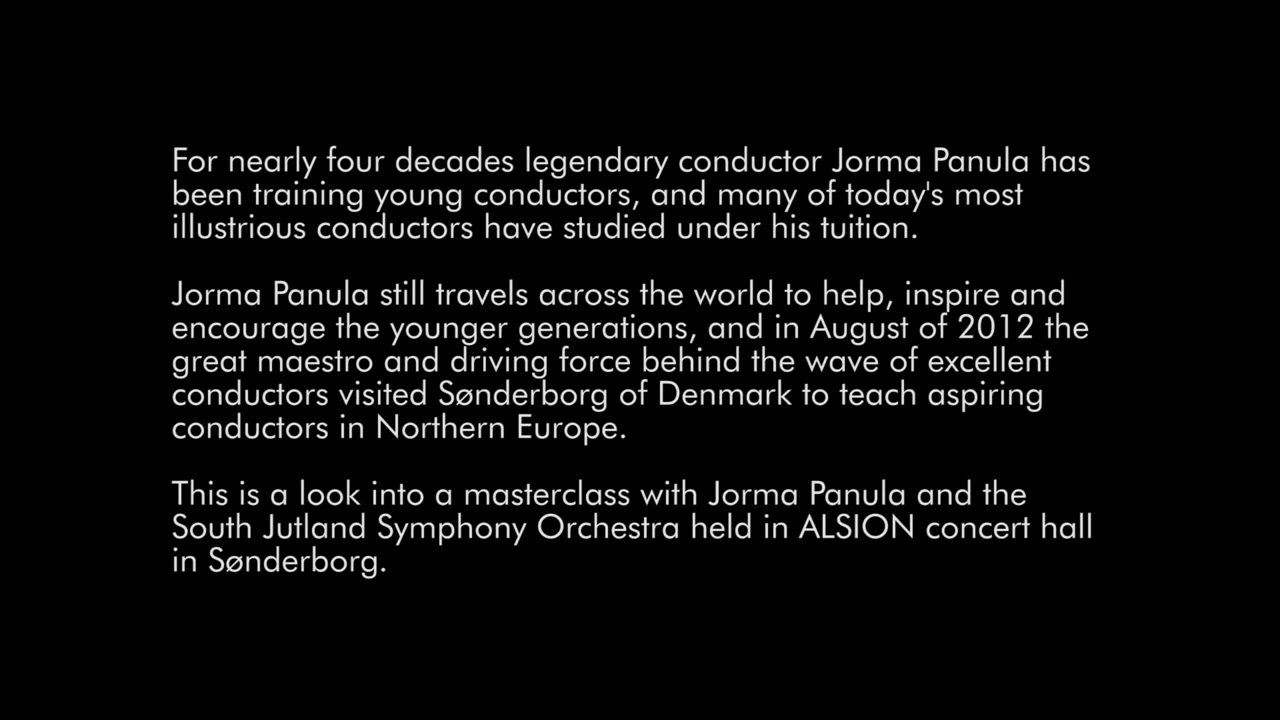 For nearly four decades legendary conductor Jorma Panula has
been training young conductors, and many of today's most
illustrious conductors have studied under his tuition.
Jorma Panula still travels across the world to help, inspire and
encourage the younger generations, and in August of 2012 the
great maestro and driving force behind the wave of excellent
conductors visited Sønderborg of Denmark to teach aspiring
conductors in Northern Europe.
This is a look into a masterclass with Jorma Panula and the
South Jutland Symphony Orchestra held in ALSION concert hall
in Sønderborg.